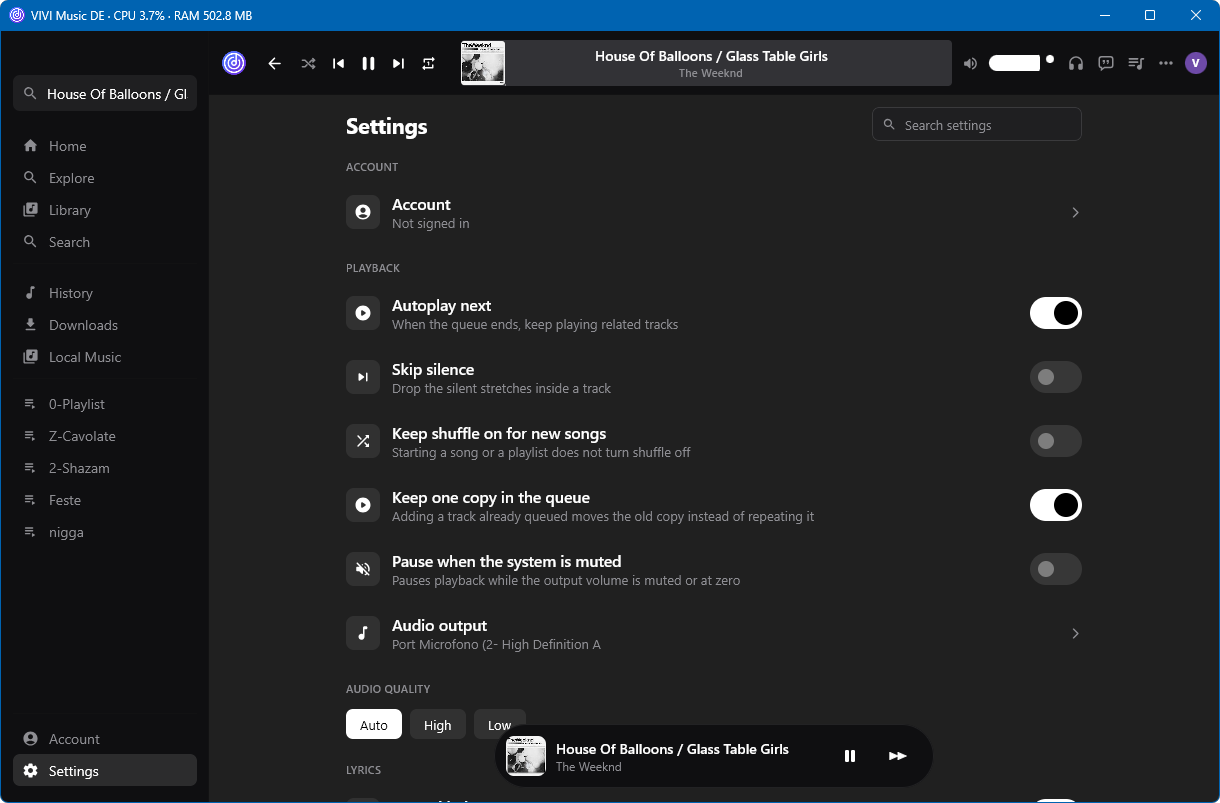 VIVI Music DE · CPU 3.7% · RAM 502.8 MB
House Of Balloons / Gl
House Of Balloons / Glass Table Girls
The Weeknd
V
Home
Explore
Library
Search
History
Downloads
Local Music
0-Playlist
Z-Cavolate
2-Shazam
Feste
nigga
Account
Settings
Settings
Search settings
ACCOUNT
Account
Not signed in
PLAYBACK
Autoplay next
When the queue ends, keep playing related tracks
Skip silence
Drop the silent stretches inside a track
Keep shuffle on for new songs
Starting a song or a playlist does not turn shuffle off
Keep one copy in the queue
Adding a track already queued moves the old copy instead of repeating it
Pause when the system is muted
Pauses playback while the output volume is muted or at zero
Audio output
Port Microfono (2- High Definition A
AUDIO QUALITY
Auto High Low
House Of Balloons / Glass Table Girls
The Weeknd
LYRICS